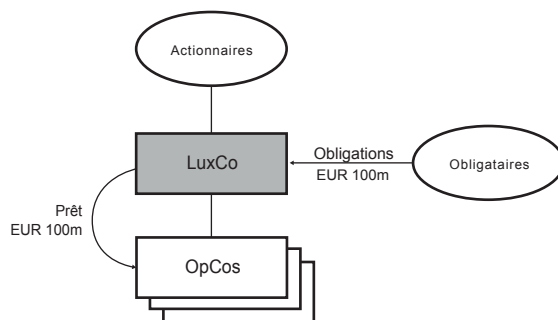 Actionnaires
LuxCo
Obligations
EUR 100m
Obligataires
Prêt
EUR 100m
OpCos